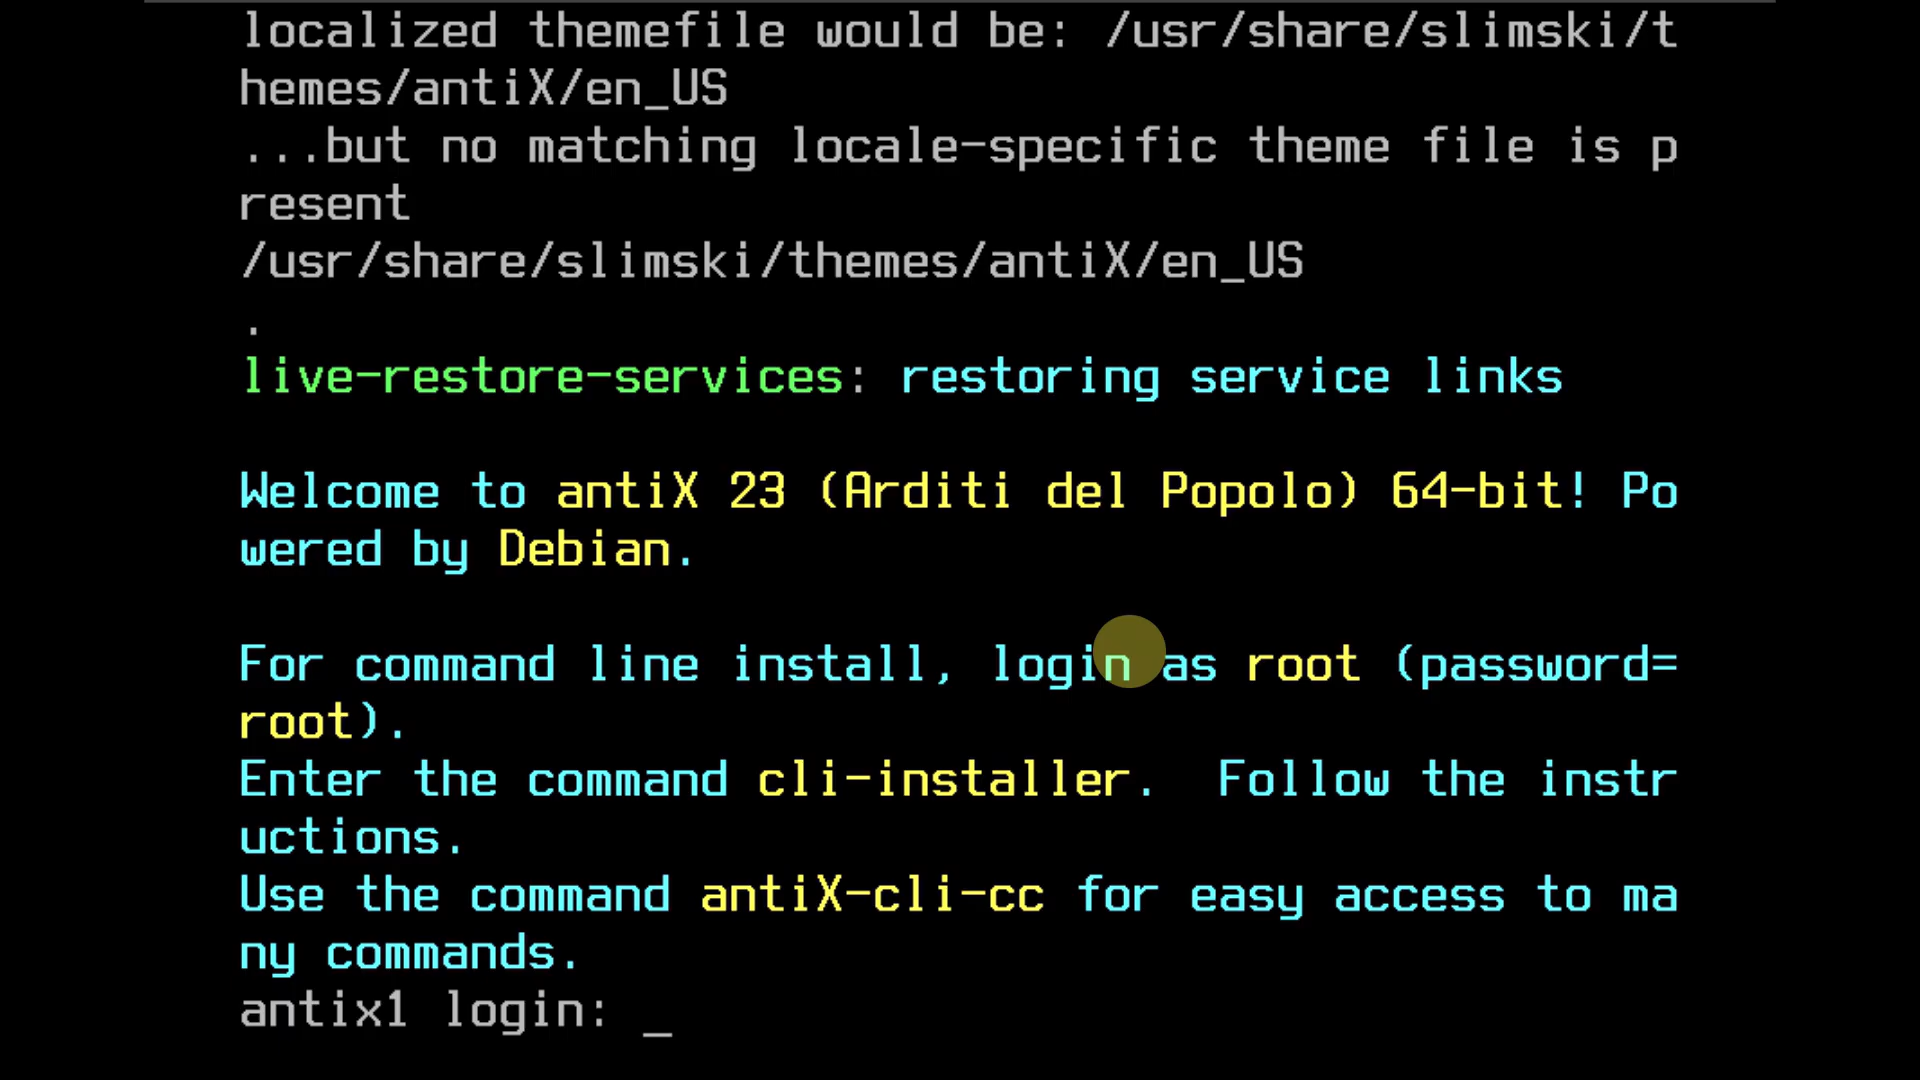 localized themefile would be: /usr/share/slimski/t
hemes/antiX/en_US
...but no matching locale-specific theme file is p
resent
/usr/share/slimski/themes/antiX/en_US
.
live-restore-services: restoring service links
Welcome to antiX 23 (Arditi del Popolo) 64-bit! Po
wered by Debian.
For command line install, login as root (password=
root).
Enter the command cli-installer.  Follow the instr
uctions.
Use the command antiX-cli-cc for easy access to ma
ny commands.
antix1 login: _